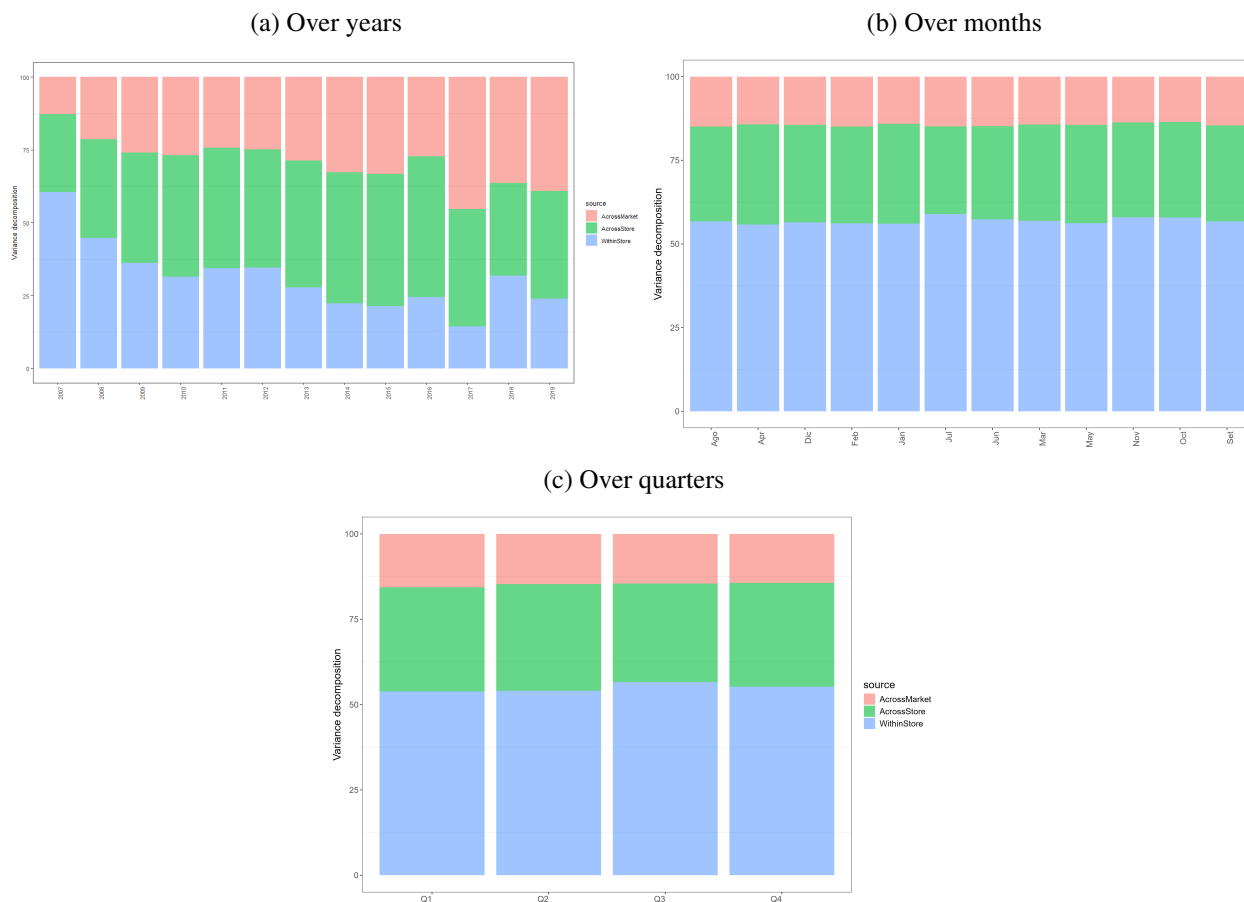 (a) Over years
(b) Over months
100
75
50
25
0
Variance decomposition
2007 2008 2009 2010 2011 2012 2013 2014 2015 2016 2017 2018 2019
source
AcrossMarket
AcrossStore
WithinStore
100
75
50
25
0
Variance decomposition
Ago Apr Dic Feb Jan Jul Jun Mar May Nov Oct Set
(c) Over quarters
100
75
50
25
0
Variance decomposition
Q1 Q2 Q3 Q4
source
AcrossMarket
AcrossStore
WithinStore